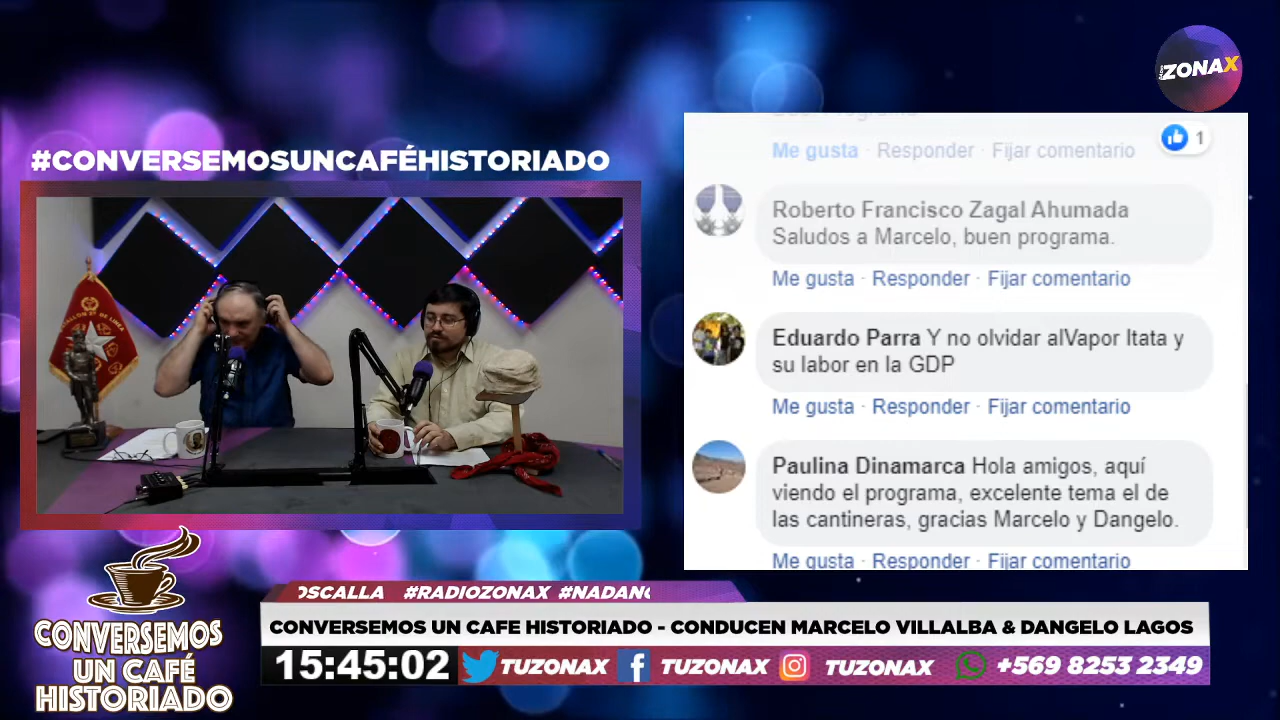 ZONAX
#CONVERSEMOSUNCAFÉHISTORIADO
1
Me gusta · Responder · Fijar comentario
Roberto Francisco Zagal Ahumada
Saludos a Marcelo, buen programa.
Me gusta · Responder · Fijar comentario
Eduardo Parra Y no olvidar alVapor Itata y
su labor en la GDP
Me gusta · Responder · Fijar comentario
Paulina Dinamarca Hola amigos, aquí
viendo el programa, excelente tema el de
las cantineras, gracias Marcelo y Dangelo.
Me gusta · Responder · Fijar comentario
CONVERSEMOS
UN CAFÉ
HISTORIADO
OSCALLA #RADIOZONAX #NADANO
CONVERSEMOS UN CAFE HISTORIADO - CONDUCEN MARCELO VILLALBA & DANGELO LAGOS
15:45:02 TUZONAX TUZONAX TUZONAX +569 8253 2349